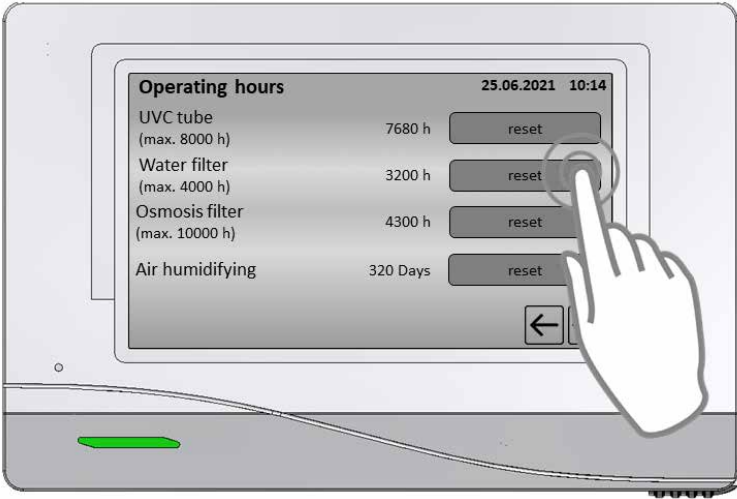 Operating hours 25.06.2021 10:14
UVC tube
(max. 8000 h) 7680 h reset
Water filter
(max. 4000 h) 3200 h reset
Osmosis filter
(max. 10000 h) 4300 h reset
Air humidifying 320 Days reset